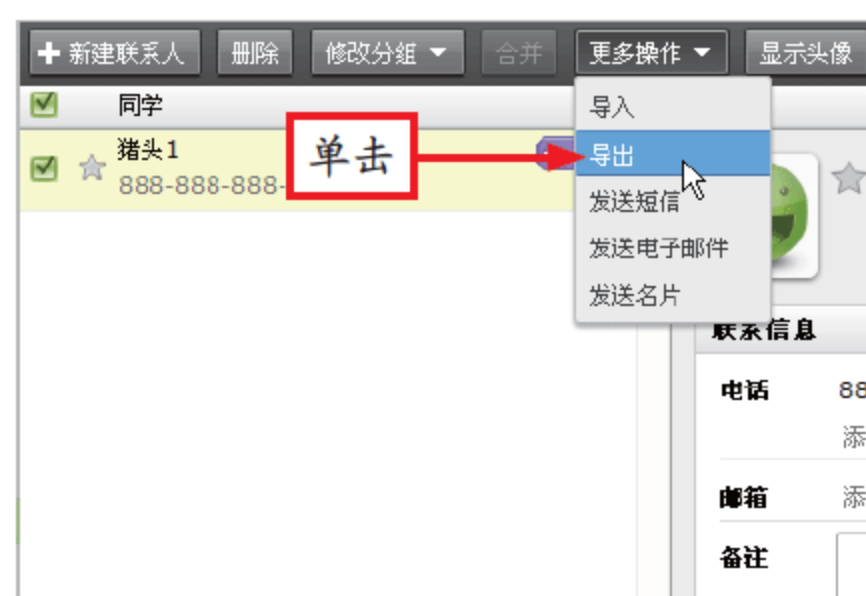 新建联系人 删除 修改分组 合并 更多操作 显示头像
同学
导入
猪头1
单击
导出
888-888-888-
发送短信
发送电子邮件
发送名片
联系信息
电话 88
添
邮箱 添
备注